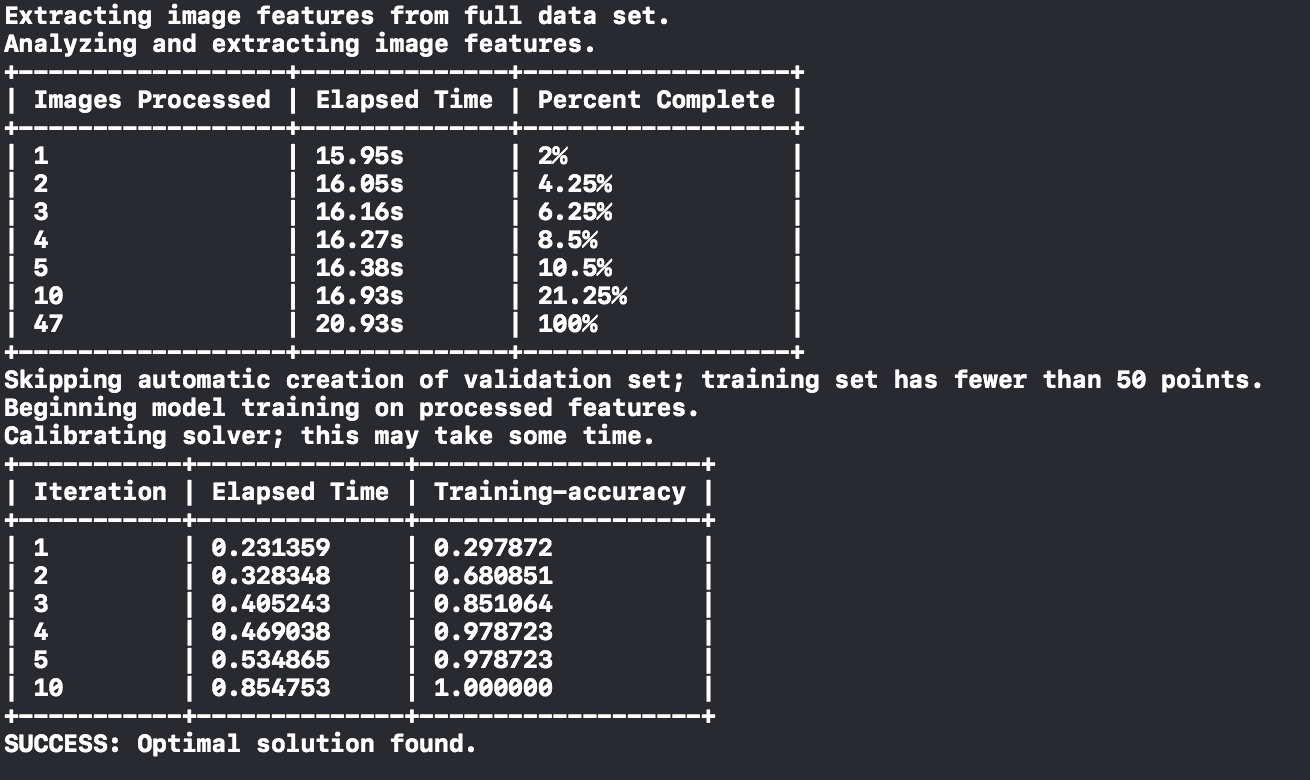 Extracting image features from full data set.
Analyzing and extracting image features.
+------------------+--------------+------------------+
| Images Processed | Elapsed Time | Percent Complete |
+------------------+--------------+------------------+
| 1                | 15.95s       | 2%               |
| 2                | 16.05s       | 4.25%            |
| 3                | 16.16s       | 6.25%            |
| 4                | 16.27s       | 8.5%             |
| 5                | 16.38s       | 10.5%            |
| 10               | 16.93s       | 21.25%           |
| 47               | 20.93s       | 100%             |
+------------------+--------------+------------------+
Skipping automatic creation of validation set; training set has fewer than 50 points.
Beginning model training on processed features.
Calibrating solver; this may take some time.
+-----------+--------------+-------------------+
| Iteration | Elapsed Time | Training-accuracy |
+-----------+--------------+-------------------+
| 1         | 0.231359     | 0.297872          |
| 2         | 0.328348     | 0.680851          |
| 3         | 0.405243     | 0.851064          |
| 4         | 0.469038     | 0.978723          |
| 5         | 0.534865     | 0.978723          |
| 10        | 0.854753     | 1.000000          |
+-----------+--------------+-------------------+
SUCCESS: Optimal solution found.